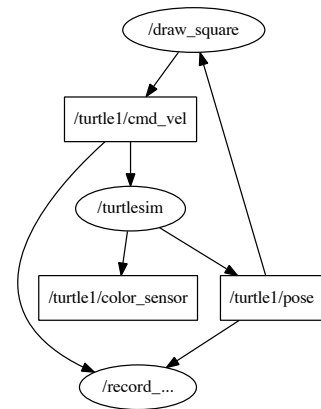 /draw_square
/turtle1/cmd_vel
/turtlesim
/turtle1/color_sensor
/turtle1/pose
/record_...